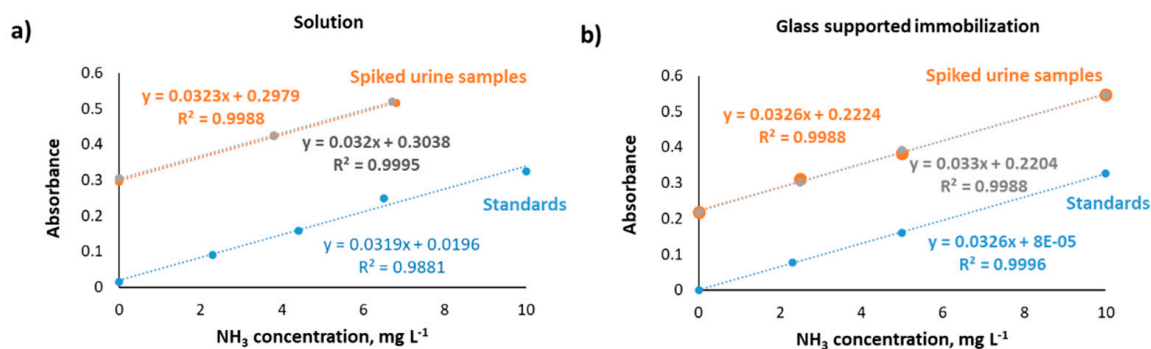 a)
Solution
Absorbance
0.6
0.5
0.4
0.3
0.2
0.1
0
Spiked urine samples
y = 0.0323x + 0.2979
R² = 0.9988
y = 0.032x + 0.3038
R² = 0.9995
Standards
y = 0.0319x + 0.0196
R² = 0.9881
0 2 4 6 8 10
NH₃ concentration, mg L⁻¹
b)
Glass supported immobilization
Absorbance
0.6
0.5
0.4
0.3
0.2
0.1
0
Spiked urine samples
y = 0.0326x + 0.2224
R² = 0.9988
y = 0.033x + 0.2204
R² = 0.9988
Standards
y = 0.0326x + 8E-05
R² = 0.9996
0 2 4 6 8 10
NH₃ concentration, mg L⁻¹